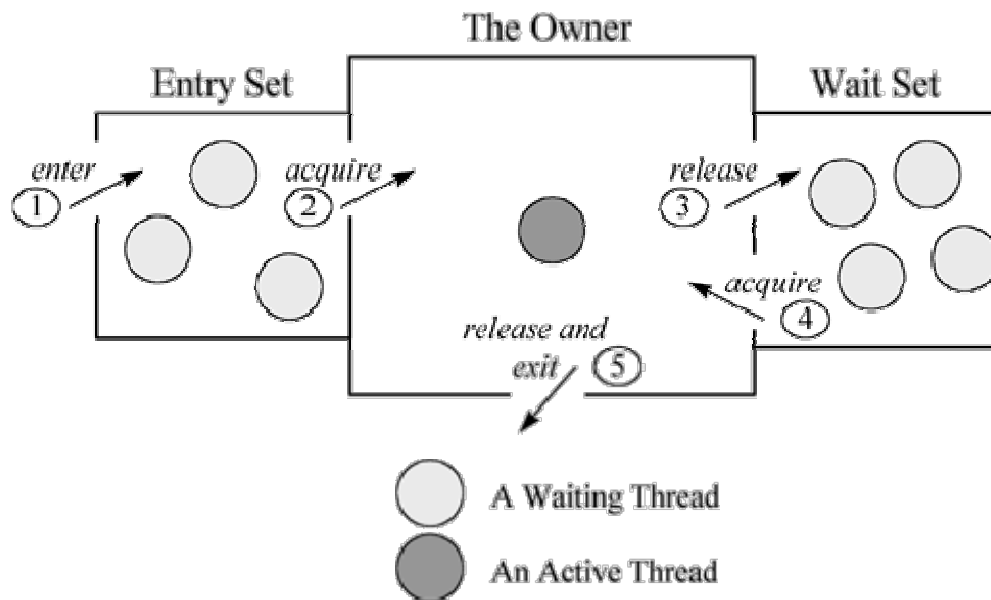 The Owner
Entry Set
Wait Set
enter
1
acquire
2
release
3
acquire
4
release and
exit
5
A Waiting Thread
An Active Thread